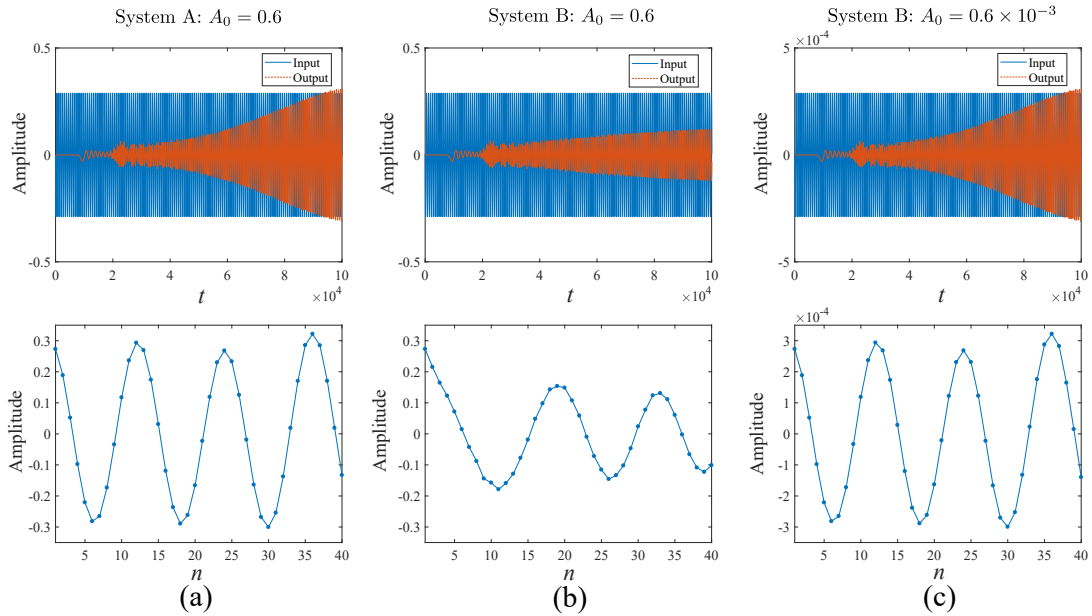 System A: A₀ = 0.6
0.5
0
-0.5
Amplitude
Input
Output
0 2 4 6 8 10
t
×10⁴
System B: A₀ = 0.6
0.5
0
-0.5
Amplitude
Input
Output
0 2 4 6 8 10
t
×10⁴
System B: A₀ = 0.6 × 10⁻³
×10⁻⁴
5
0
-5
Amplitude
Input
Output
0 2 4 6 8 10
t
×10⁴
0.3
0.2
0.1
0
-0.1
-0.2
-0.3
Amplitude
5 10 15 20 25 30 35 40
n
(a)
0.3
0.2
0.1
0
-0.1
-0.2
-0.3
Amplitude
5 10 15 20 25 30 35 40
n
(b)
×10⁻⁴
3
2
1
0
-1
-2
-3
Amplitude
5 10 15 20 25 30 35 40
n
(c)